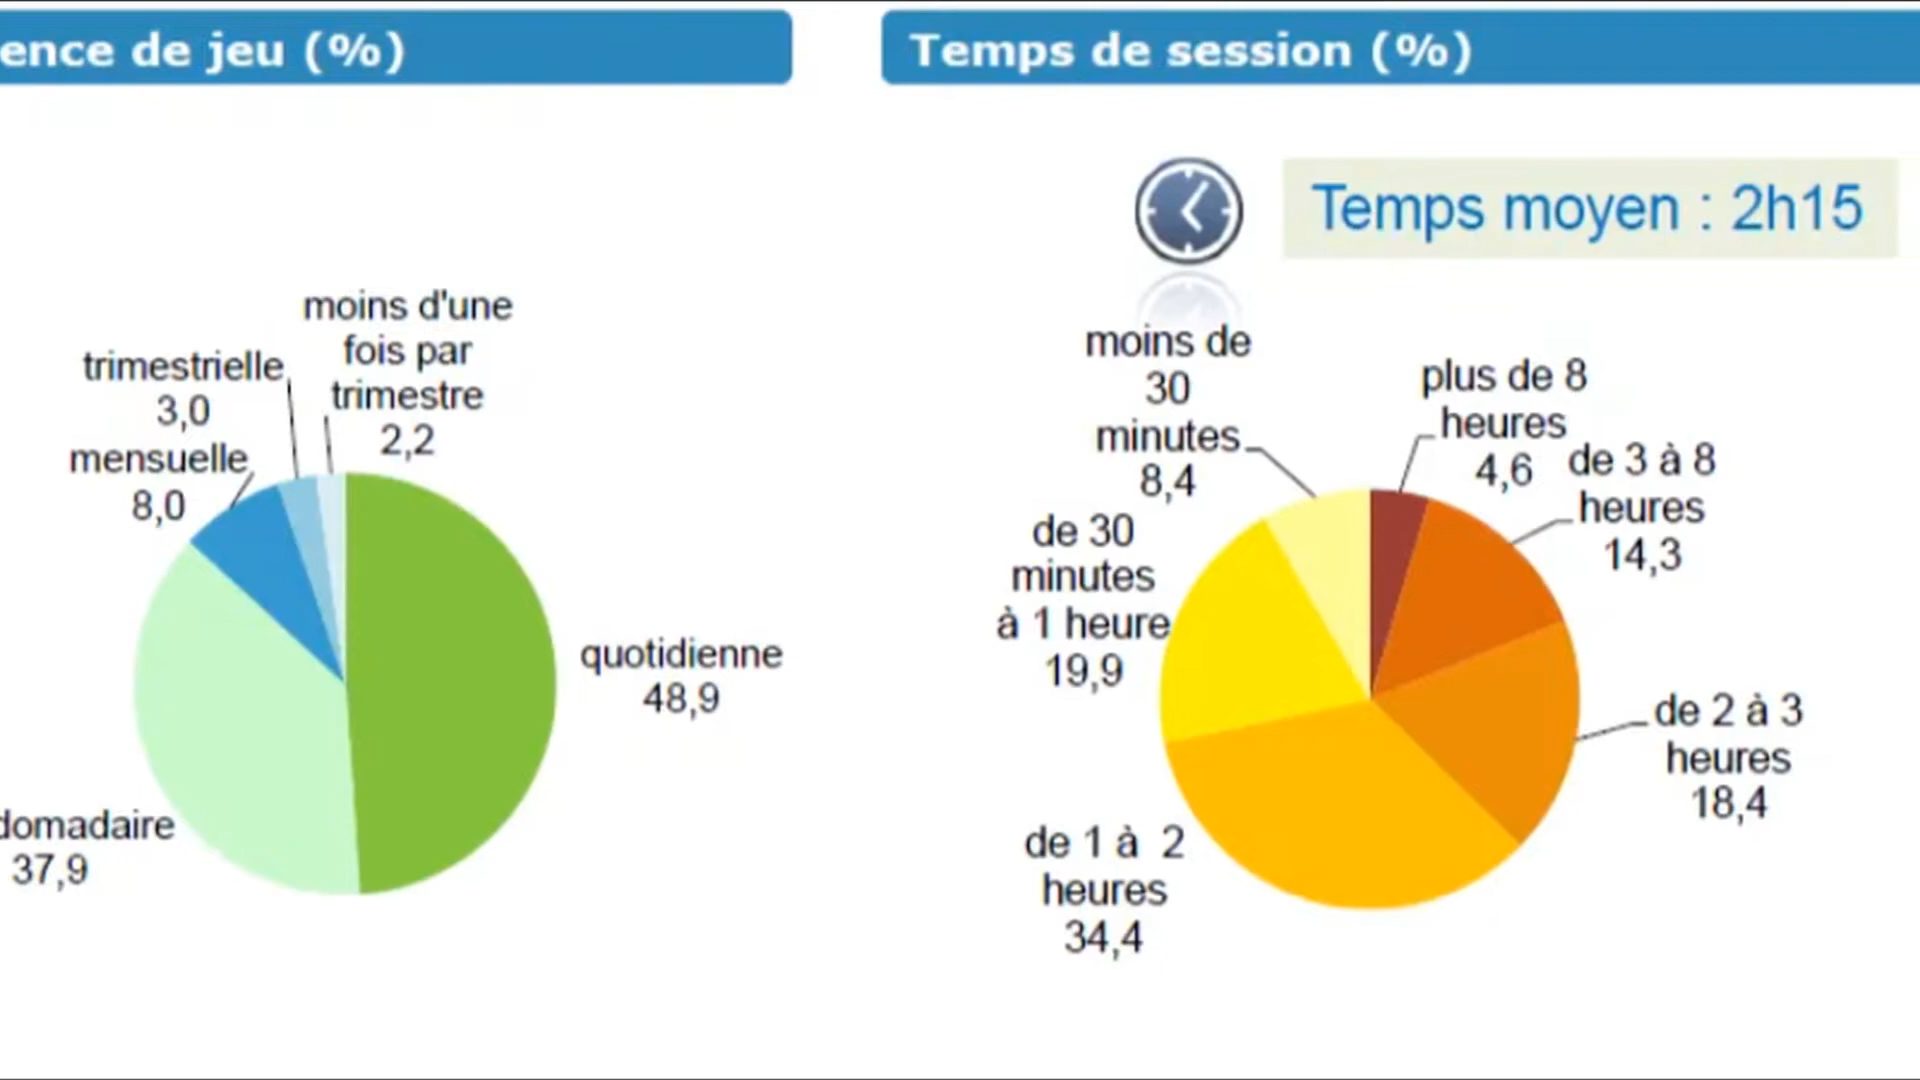 ence de jeu (%)
moins d'une
fois par
trimestre
2,2
trimestrielle
3,0
mensuelle
8,0
quotidienne
48,9
domadaire
37,9
Temps de session (%)
Temps moyen : 2h15
moins de
30
minutes
8,4
plus de 8
heures
4,6
de 3 à 8
heures
14,3
de 30
minutes
à 1 heure
19,9
de 2 à 3
heures
18,4
de 1 à 2
heures
34,4